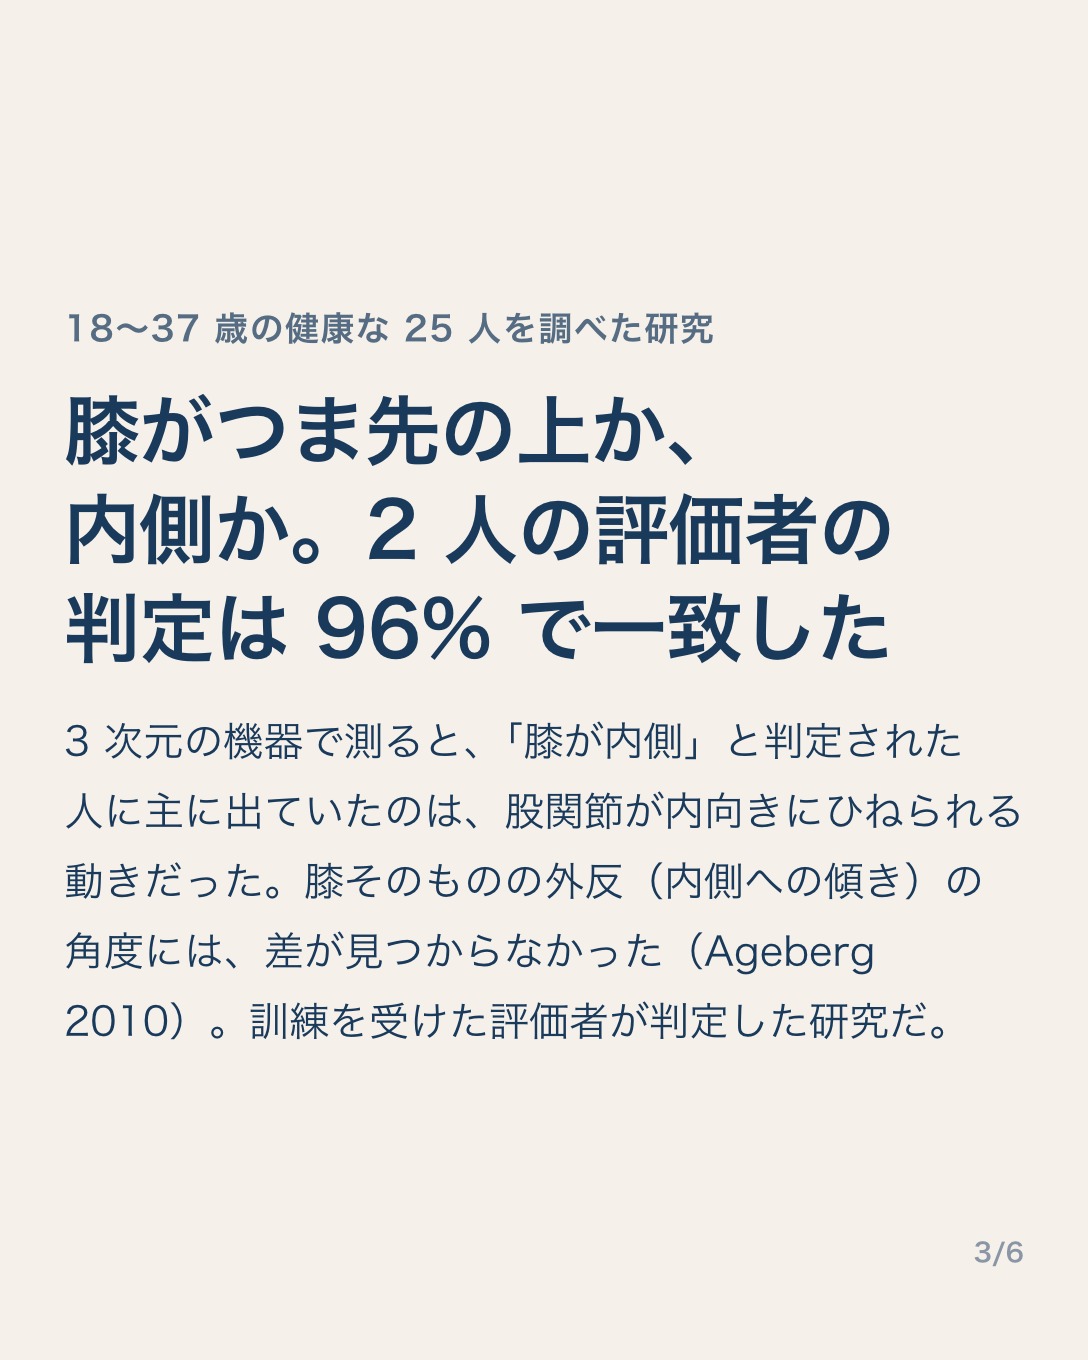 18〜37 歳の健康な 25 人を調べた研究
膝がつま先の上か、
内側か。2 人の評価者の
判定は 96% で一致した
3 次元の機器で測ると、「膝が内側」と判定された
人に主に出ていたのは、股関節が内向きにひねられる
動きだった。膝そのものの外反（内側への傾き）の
角度には、差が見つからなかった（Ageberg
2010）。訓練を受けた評価者が判定した研究だ。
3/6